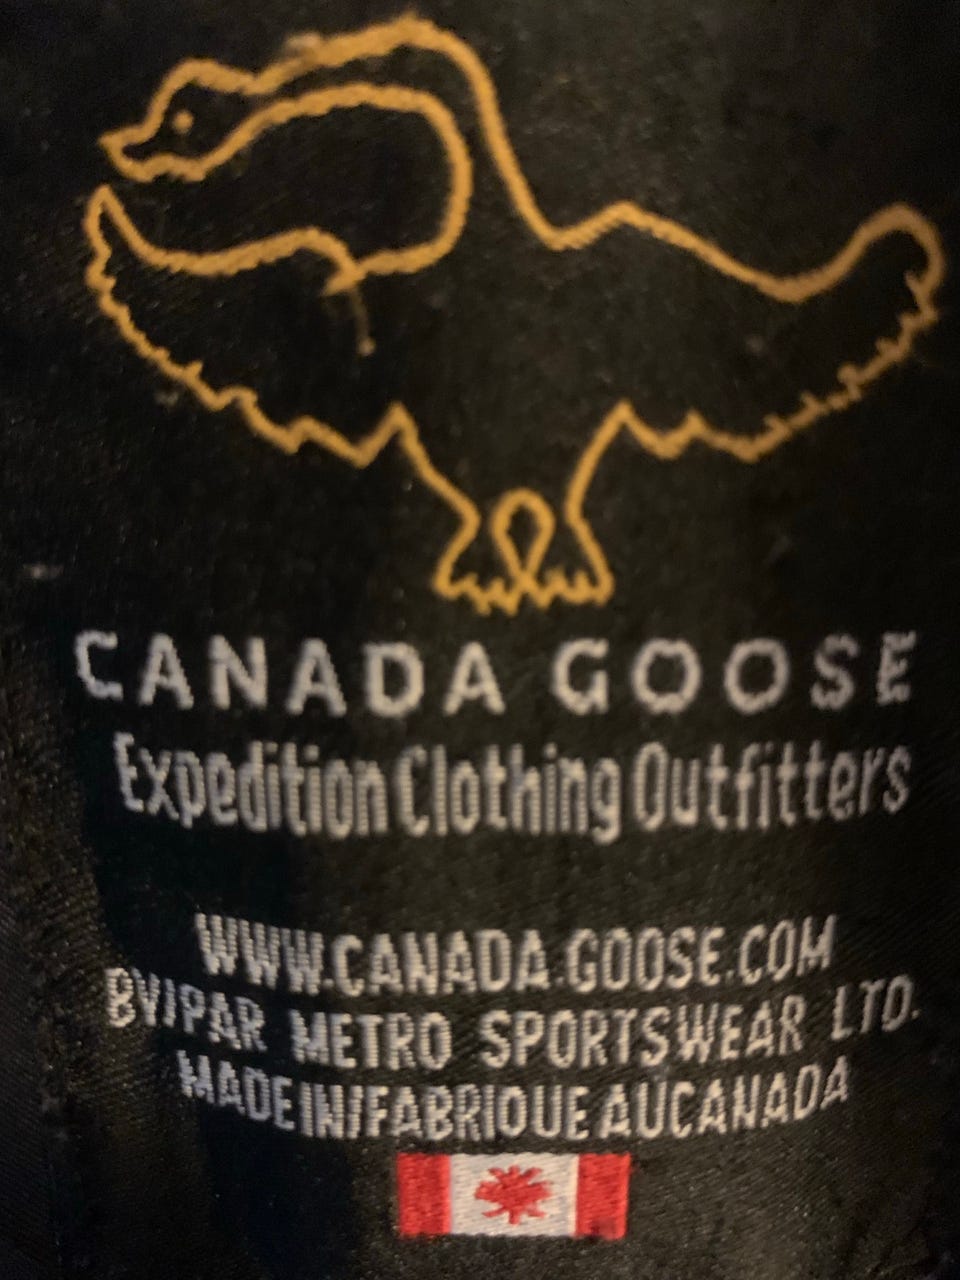 CANADA GOOSE
Expedition Clothing Outfitters
WWW.CANADA.GOOSE.COM
BY/PAR METRO SPORTSWEAR LTD.
MADE IN/FABRIQUE AU CANADA